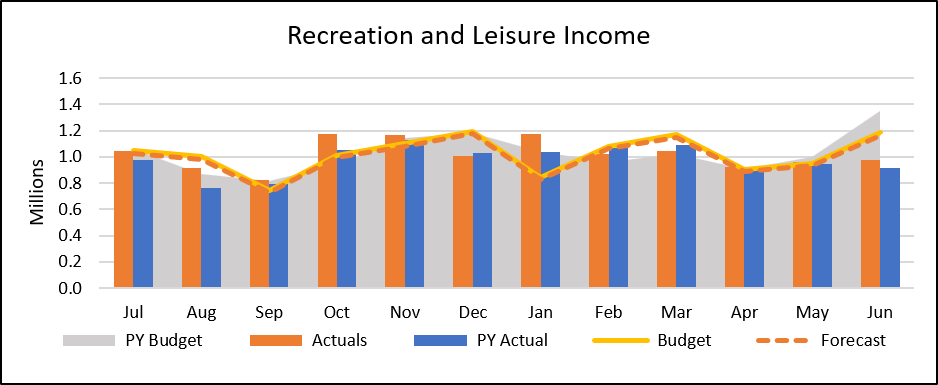 Recreation and Leisure Income
1.6
1.4
1.2
1.0
0.8
0.6
0.4
0.2
0.0
Millions
Jul Aug Sep Oct Nov Dec Jan Feb Mar Apr May Jun
PY Budget Actuals PY Actual Budget Forecast